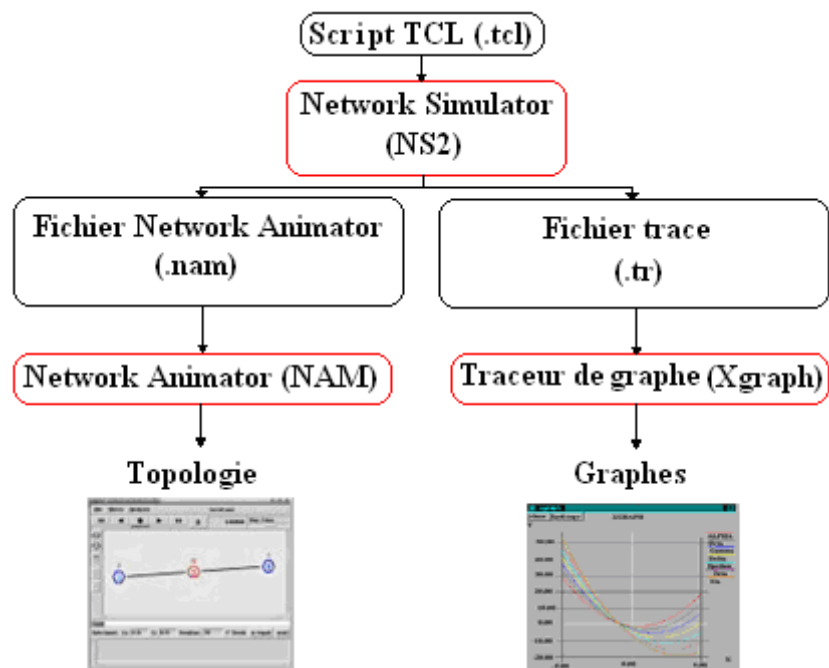 Script TCL (.tcl)
Network Simulator
(NS2)
Fichier Network Animator
(.nam)
Fichier trace
(.tr)
Network Animator (NAM)
Traceur de graphe (Xgraph)
Topologie
Graphes